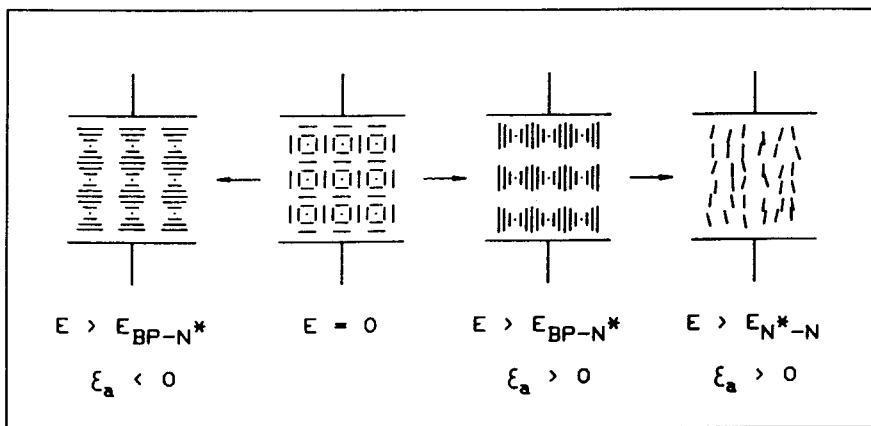 E > E_BP-N* E = 0 E > E_BP-N* E > E_N*-N
ε_a < 0 ε_a > 0 ε_a > 0